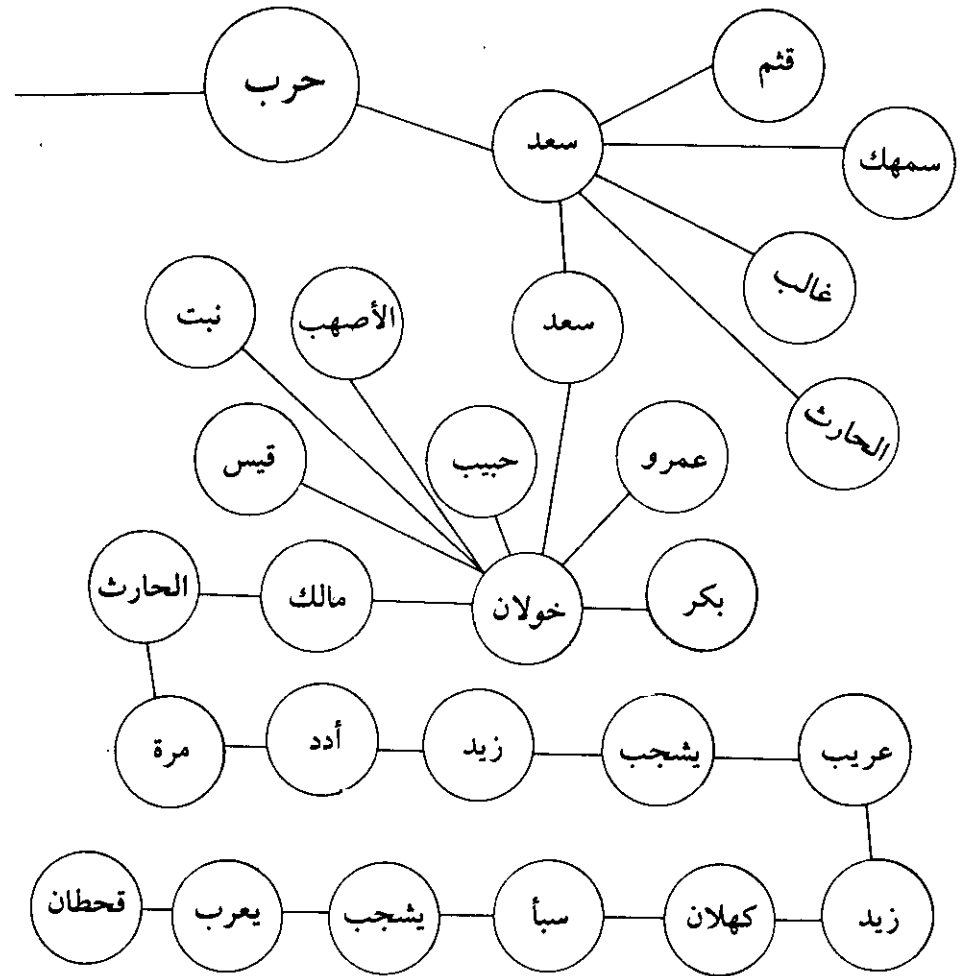 قثم
حرب
سعد
سمهك
غالب
نبت
الأصهب
سعد
الحارث
قيس
حبيب
عمرو
الحارث
مالك
خولان
بكر
عريب
يشجب
زيد
أدد
مرة
زيد
كهلان
سبأ
يشجب
يعرب
قحطان